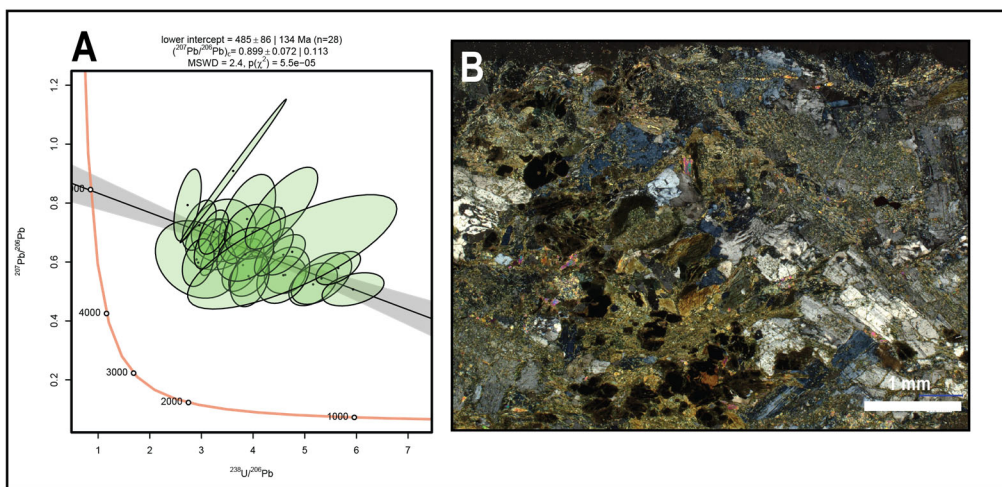 A
lower intercept = 485 ± 86 | 134 Ma (n=28)
(²⁰⁷Pb/²⁰⁶Pb)c= 0.899 ± 0.072 | 0.113
MSWD = 2.4, p(χ²) = 5.5e−05
1.2
1.0
0.8
0.6
0.4
0.2
²⁰⁷Pb/²⁰⁶Pb
4000
3000
2000
1000
1 2 3 4 5 6 7
²³⁸U/²⁰⁶Pb
B
1 mm